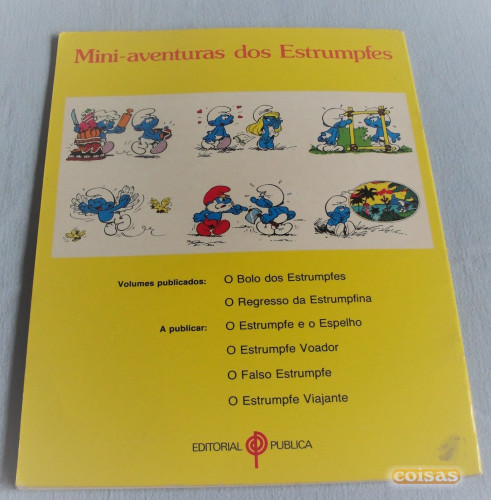 Mini-aventuras dos Estrumpfes
Volumes publicados: O Bolo dos Estrumpfes
O Regresso da Estrumpfina
A publicar: O Estrumpfe e o Espelho
O Estrumpfe Voador
O Falso Estrumpfe
O Estrumpfe Viajante
EDITORIAL PUBLICA
coisas